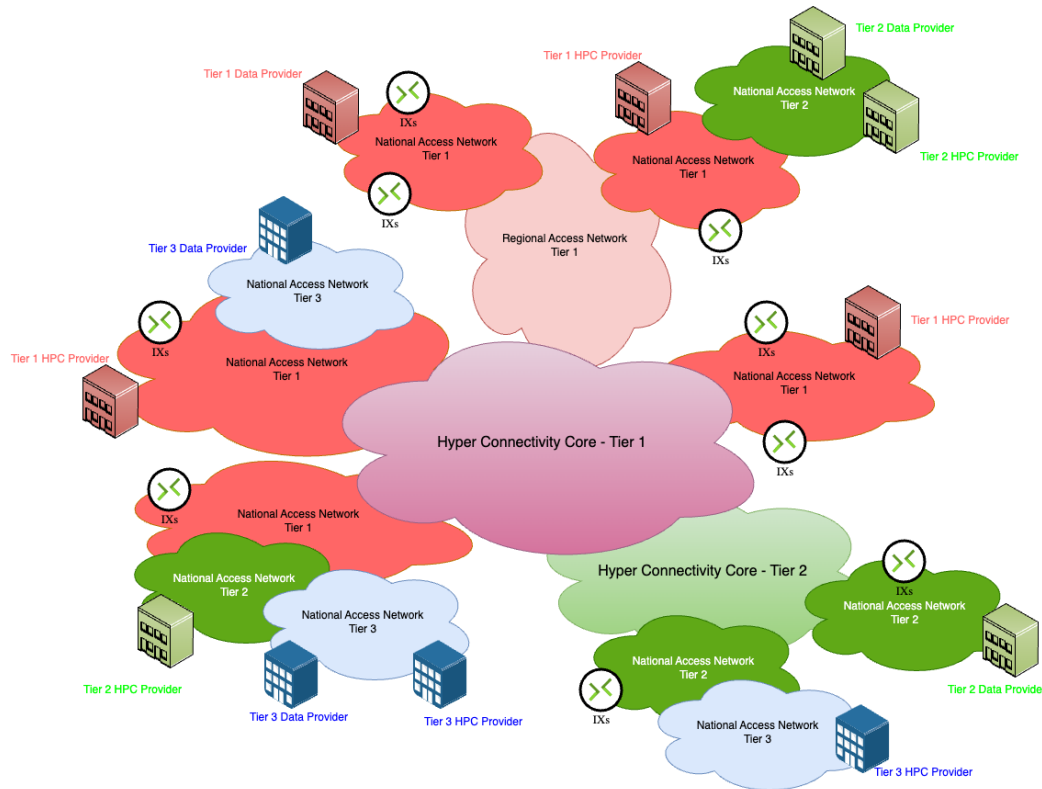 Tier 2 Data Provider
Tier 1 HPC Provider
Tier 1 Data Provider
National Access Network
Tier 2
IXs
National Access Network
Tier 1
National Access Network
Tier 1
Tier 2 HPC Provider
IXs
Regional Access Network
Tier 1
IXs
Tier 3 Data Provider
National Access Network
Tier 3
Tier 1 HPC Provider
IXs
IXs
Tier 1 HPC Provider
National Access Network
Tier 1
National Access Network
Tier 1
Hyper Connectivity Core - Tier 1
IXs
IXs
National Access Network
Tier 1
Hyper Connectivity Core - Tier 2
National Access Network
Tier 2
IXs
National Access Network
Tier 2
National Access Network
Tier 3
National Access Network
Tier 2
Tier 2 HPC Provider
Tier 2 Data Provide
Tier 3 Data Provider
Tier 3 HPC Provider
IXs
National Access Network
Tier 3
Tier 3 HPC Provider